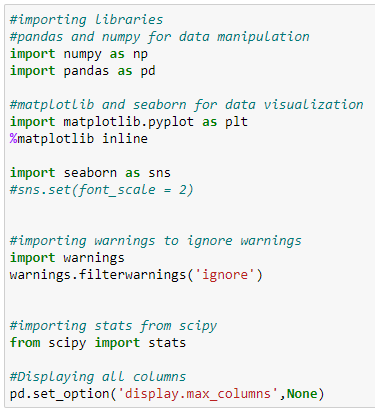 #importing libraries
#pandas and numpy for data manipulation
import numpy as np
import pandas as pd
#matplotlib and seaborn for data visualization
import matplotlib.pyplot as plt
%matplotlib inline
import seaborn as sns
#sns.set(font_scale = 2)
#importing warnings to ignore warnings
import warnings
warnings.filterwarnings('ignore')
#importing stats from scipy
from scipy import stats
#Displaying all columns
pd.set_option('display.max_columns',None)